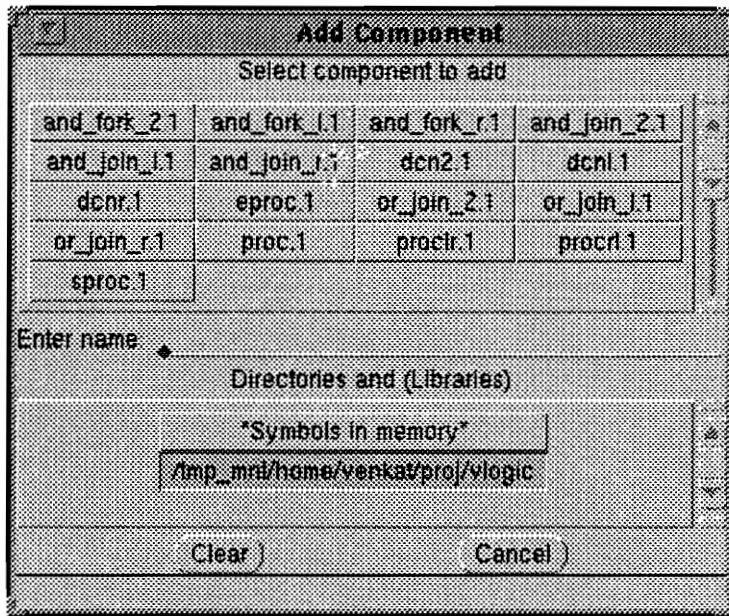 Add Component
Select component to add
and_fork_2.1 and_fork_l.1 and_fork_r.1 and_join_2.1
and_join_l.1 and_join_r.1 dcn2.1 dcnl.1
dcnr.1 eproc.1 or_join_2.1 or_join_l.1
or_join_r.1 proc.1 proclr.1 procrl.1
sproc.1
Enter name
Directories and (Libraries)
*Symbols in memory*
/tmp_mnt/home/venkat/proj/vlogic
Clear Cancel